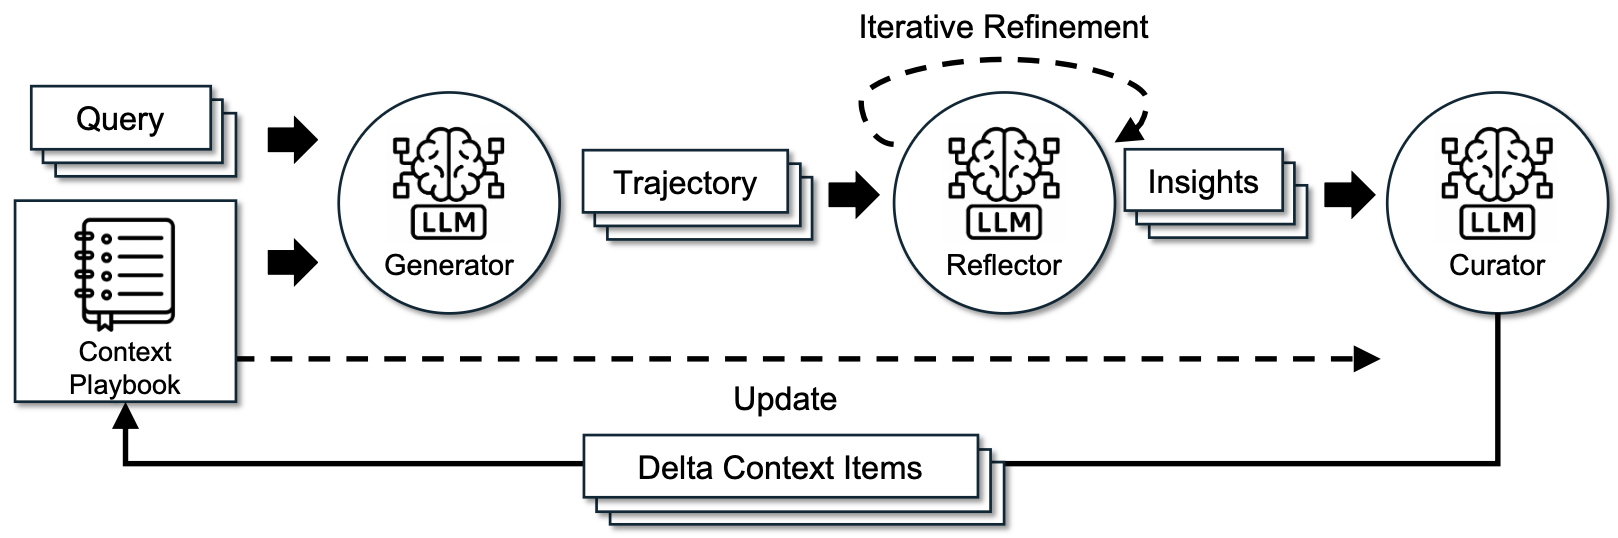 Iterative Refinement
Query
LLM
Generator
Trajectory
LLM
Reflector
Insights
LLM
Curator
Context
Playbook
Update
Delta Context Items